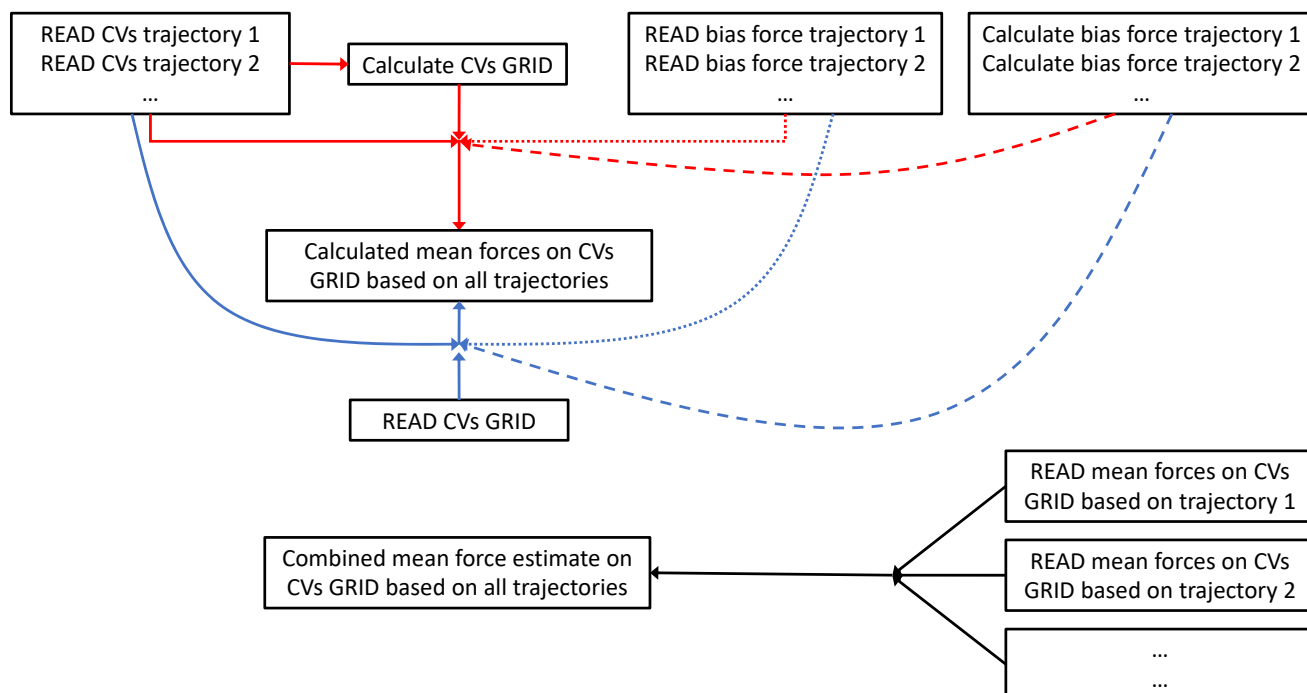 READ CVs trajectory 1
READ CVs trajectory 2
...
Calculate CVs GRID
READ bias force trajectory 1
READ bias force trajectory 2
...
Calculate bias force trajectory 1
Calculate bias force trajectory 2
...
Calculated mean forces on CVs
GRID based on all trajectories
READ CVs GRID
READ mean forces on CVs
GRID based on trajectory 1
Combined mean force estimate on
CVs GRID based on all trajectories
READ mean forces on CVs
GRID based on trajectory 2
...
...